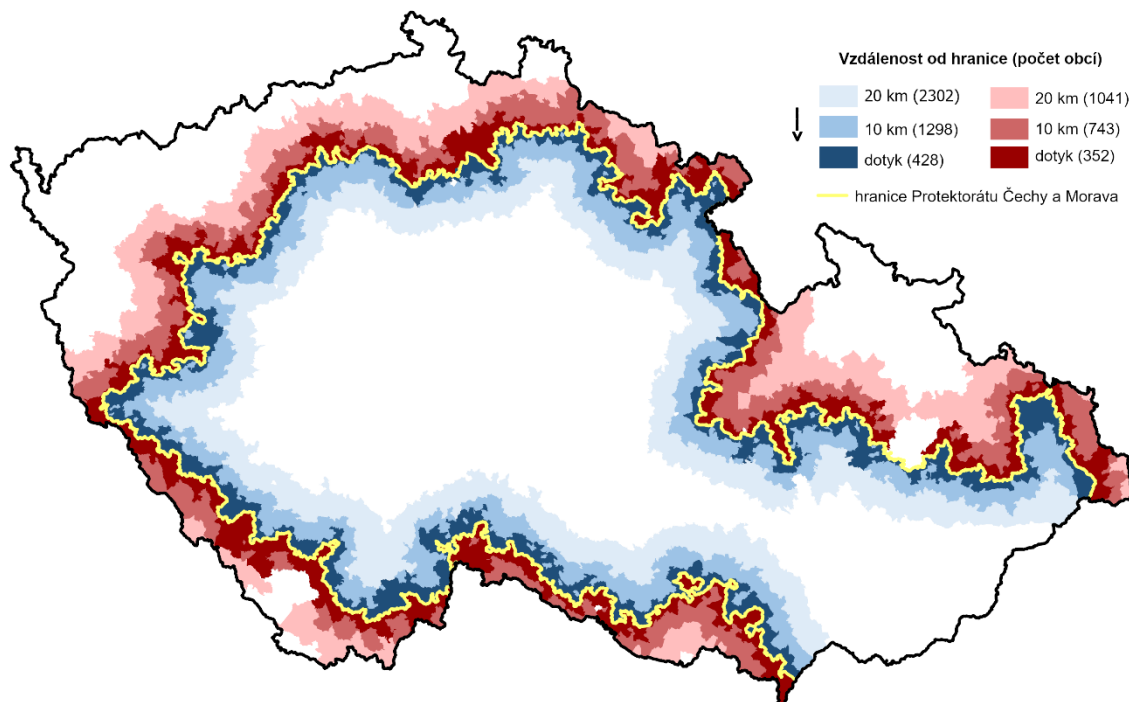 Vzdálenost od hranice (počet obcí)
20 km (2302) 20 km (1041)
10 km (1298) 10 km (743)
dotyk (428) dotyk (352)
hranice Protektorátu Čechy a Morava